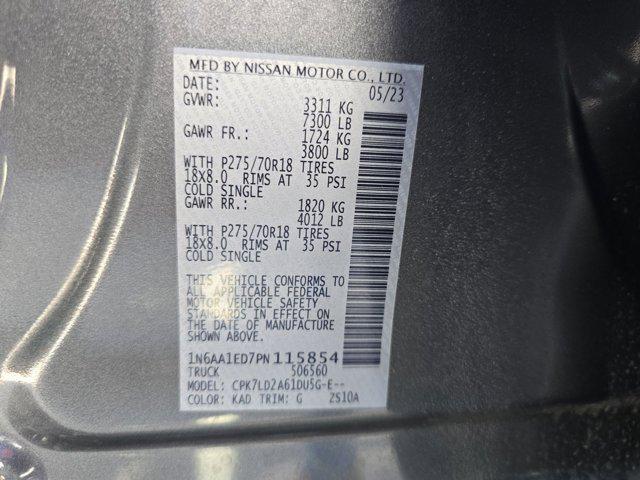 MFD BY NISSAN MOTOR CO., LTD.
DATE: 05/23
GVWR: 3311 KG
7300 LB
GAWR FR.: 1724 KG
3800 LB
WITH P275/70R18 TIRES
18X8.0 RIMS AT 35 PSI
COLD SINGLE
GAWR RR.: 1820 KG
4012 LB
WITH P275/70R18 TIRES
18X8.0 RIMS AT 35 PSI
COLD SINGLE
THIS VEHICLE CONFORMS TO
ALL APPLICABLE FEDERAL
MOTOR VEHICLE SAFETY
STANDARDS IN EFFECT ON
THE DATE OF MANUFACTURE
SHOWN ABOVE.
1N6AA1ED7PN115854
TRUCK 506560
MODEL: CPK7LD2A61DU5G-E--
COLOR: KAD TRIM: G ZS10A